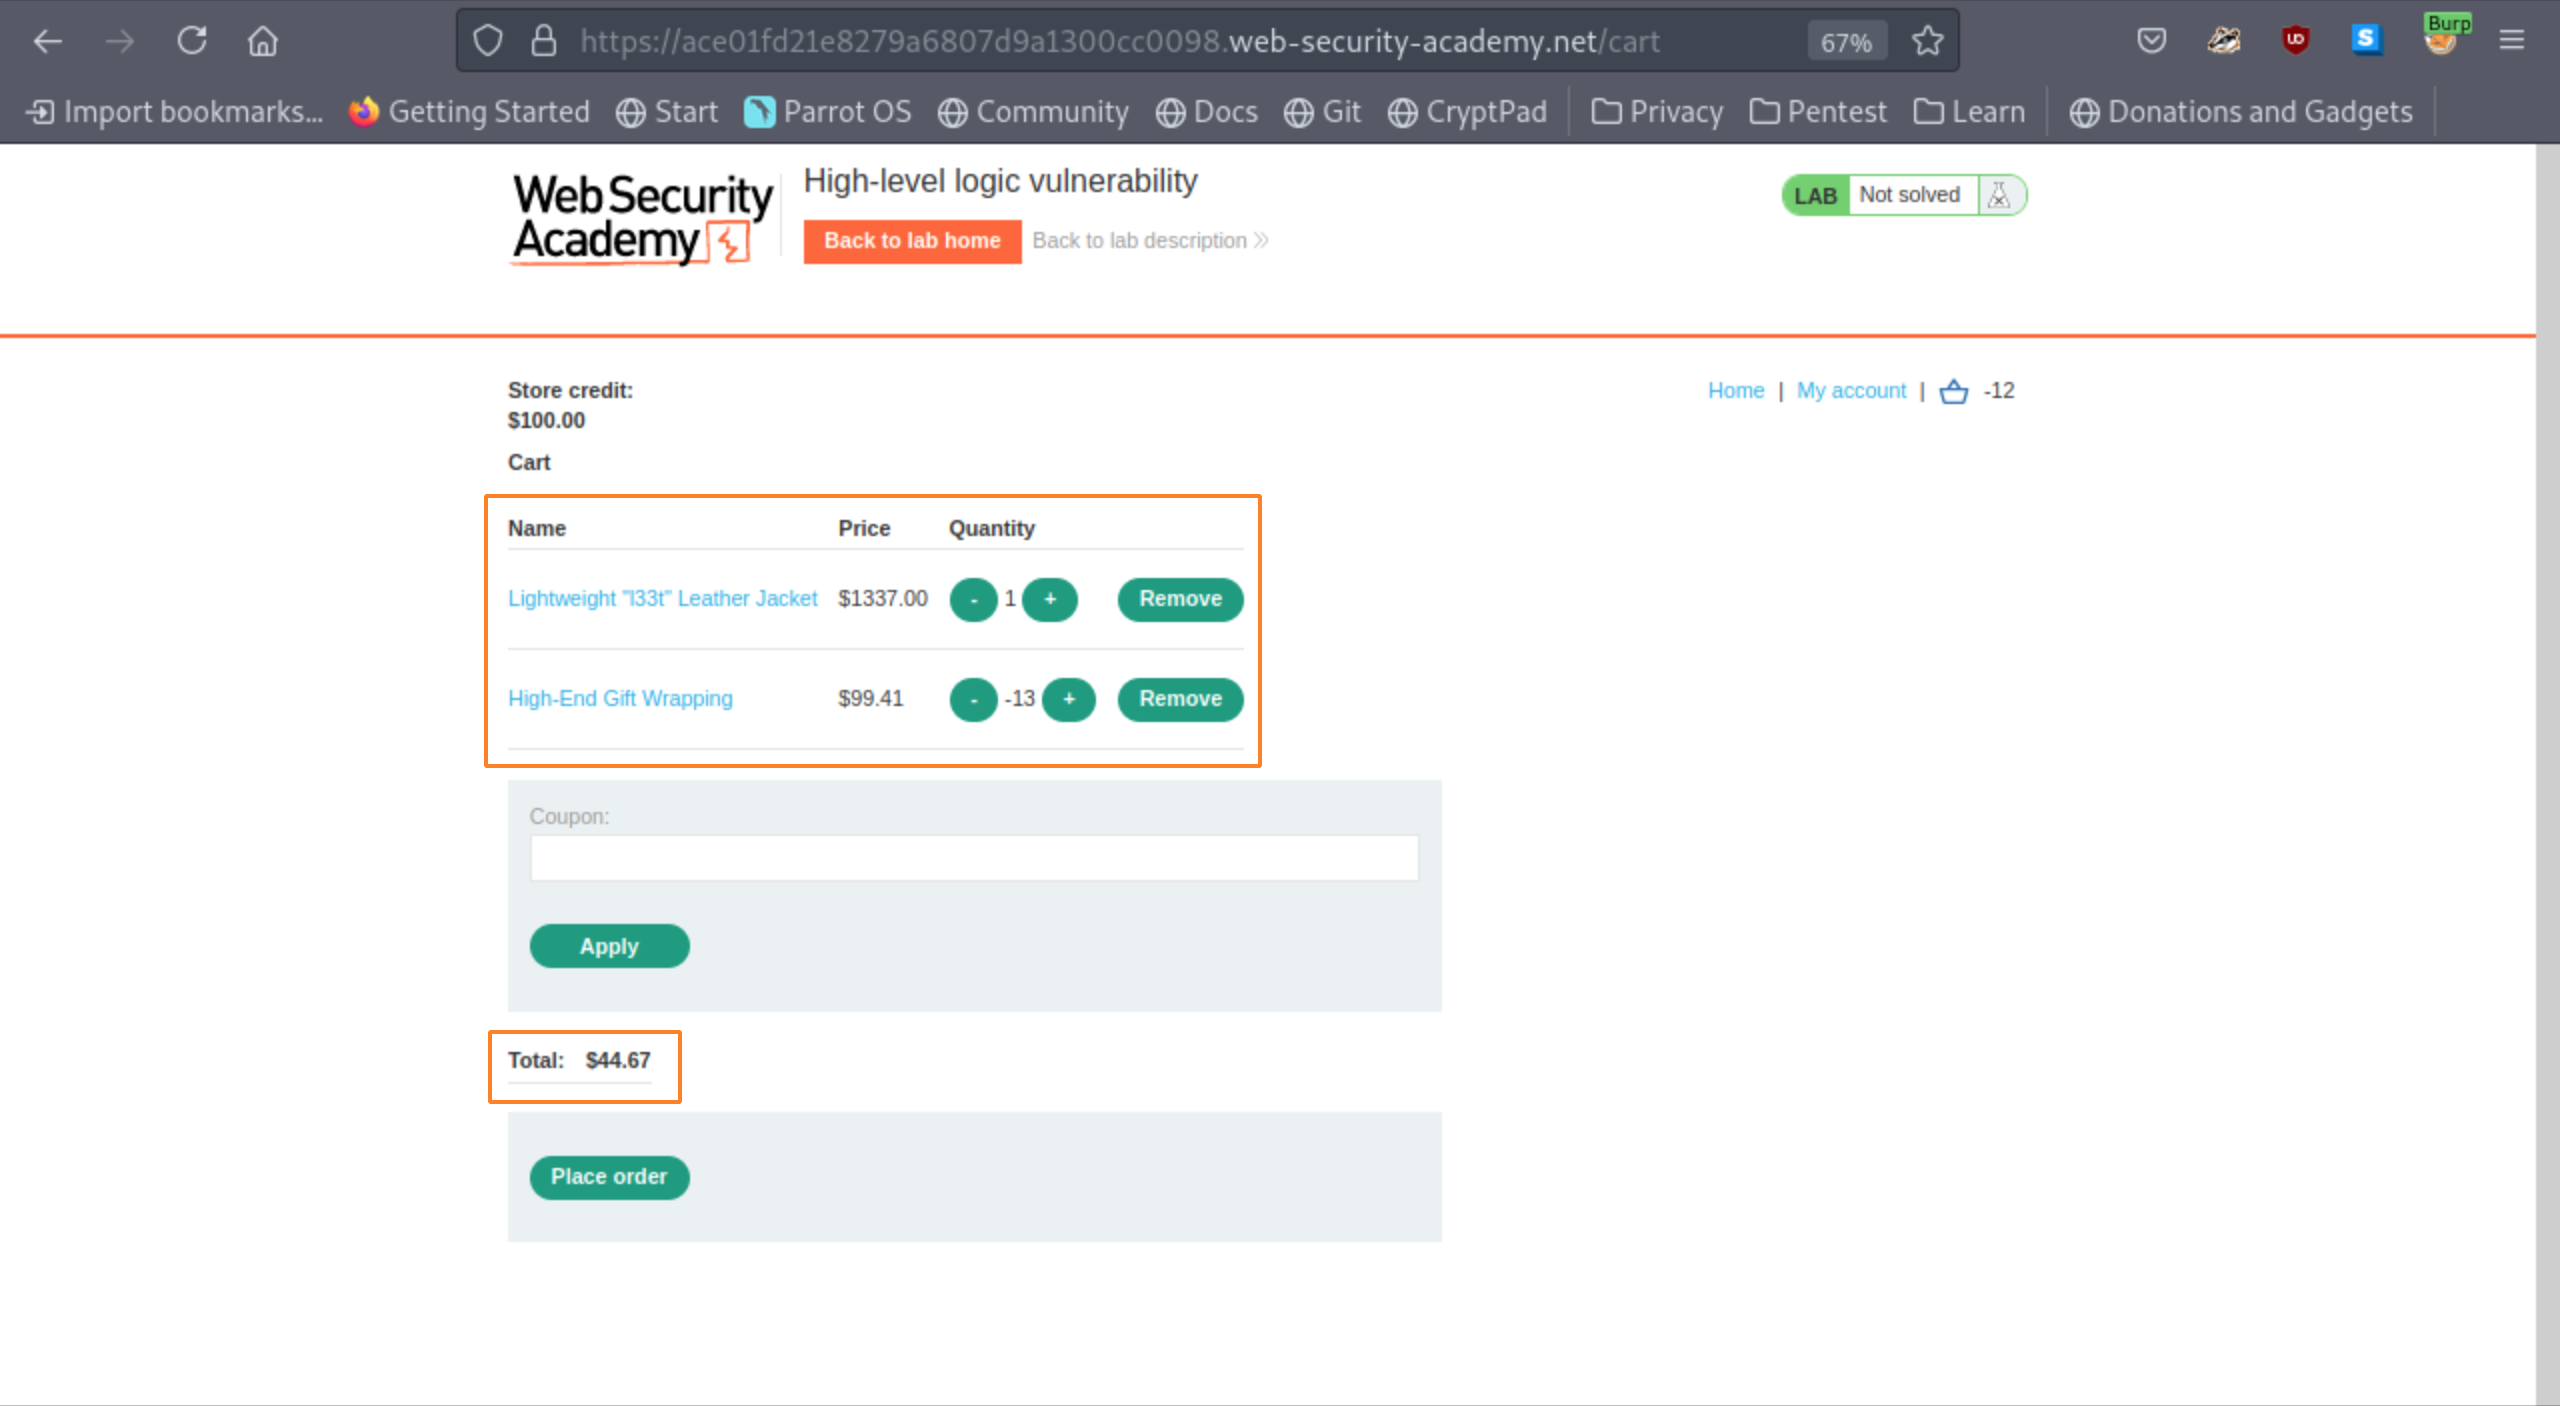 https://ace01fd21e8279a6807d9a1300cc0098.web-security-academy.net/cart 67% Burp
Import bookmarks... Getting Started Start Parrot OS Community Docs Git CryptPad Privacy Pentest Learn Donations and Gadgets
Web Security Academy
High-level logic vulnerability
Back to lab home Back to lab description
LAB Not solved
Store credit:
$100.00
Home | My account | -12
Cart
Name Price Quantity
Lightweight "l33t" Leather Jacket $1337.00 - 1 + Remove
High-End Gift Wrapping $99.41 - -13 + Remove
Coupon:
Apply
Total: $44.67
Place order